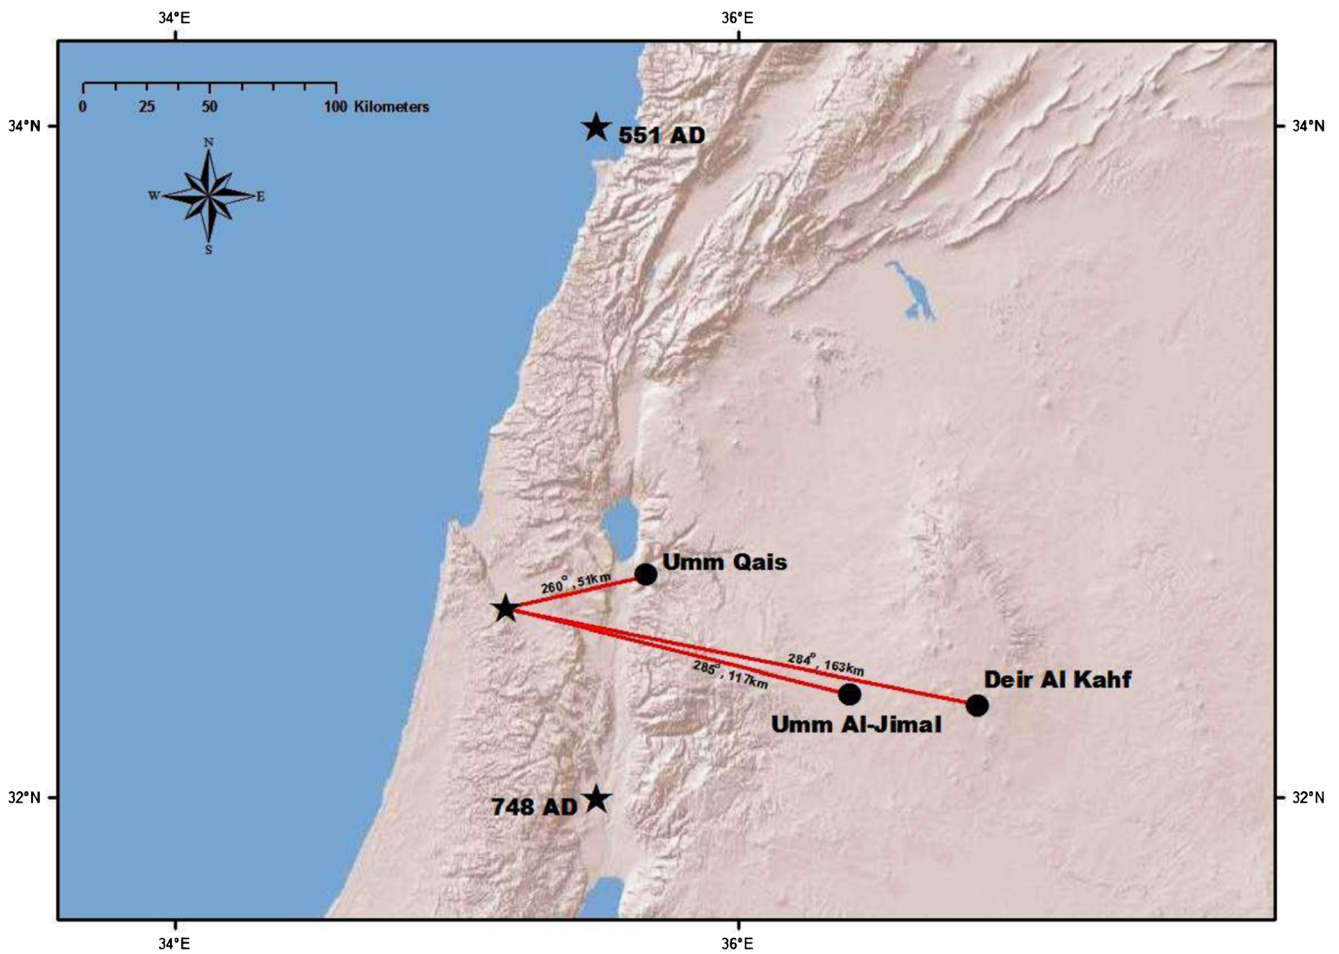 34°E 36°E
0 25 50 100 Kilometers
34°N 34°N
551 AD
N
W E
S
Umm Qais
260°, 51km
284°, 163km
285°, 117km
Deir Al Kahf
Umm Al-Jimal
32°N 32°N
748 AD
34°E 36°E